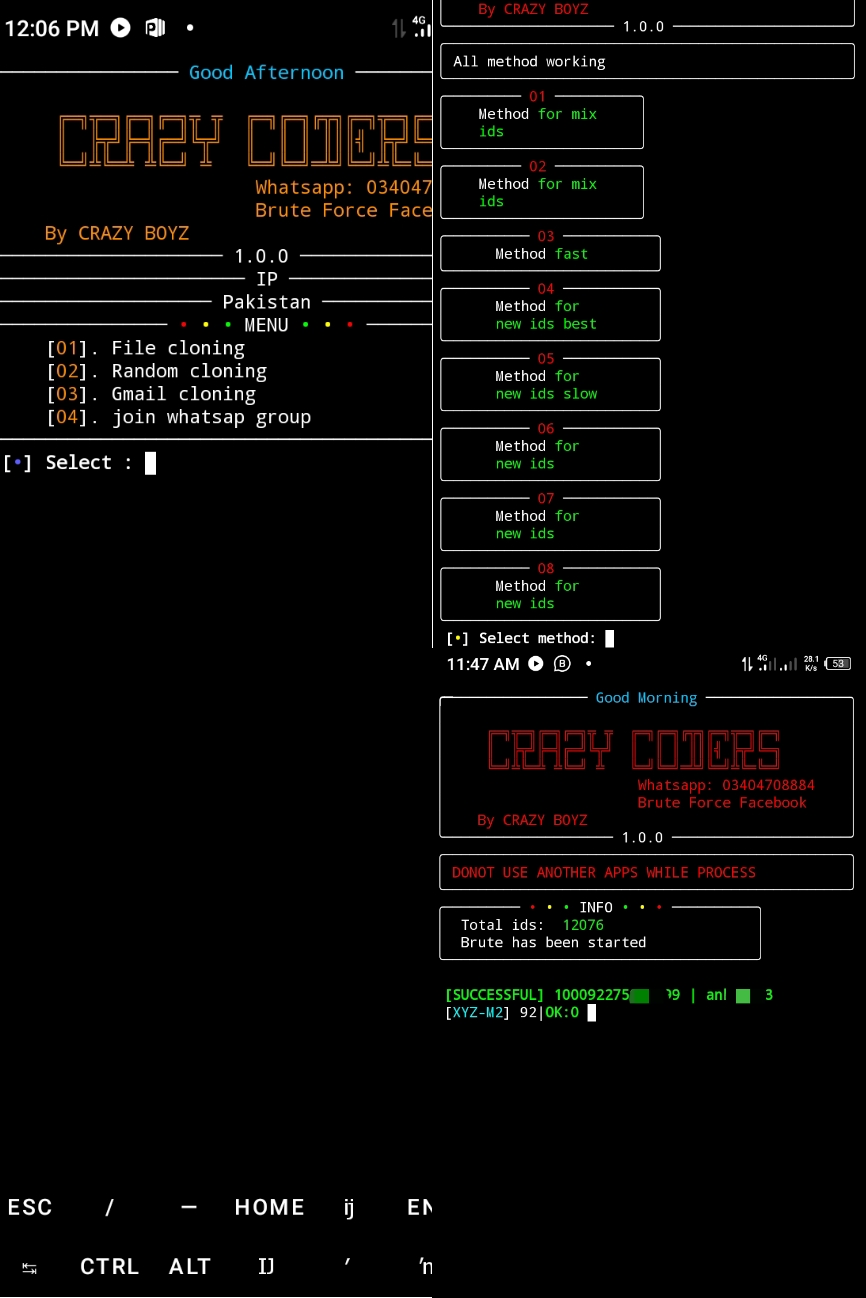 12:06 PM
4G
Good Afternoon
CRAZY CODERS
Whatsapp: 034047
Brute Force Face
By CRAZY BOYZ
1.0.0
IP
Pakistan
• • • MENU • • •
[01]. File cloning
[02]. Random cloning
[03]. Gmail cloning
[04]. join whatsap group
[•] Select :
ESC / — HOME ij EN
CTRL ALT IJ ′ ′n
By CRAZY BOYZ
1.0.0
All method working
01
Method for mix
ids
02
Method for mix
ids
03
Method fast
04
Method for
new ids best
05
Method for
new ids slow
06
Method for
new ids
07
Method for
new ids
08
Method for
new ids
[•] Select method:
11:47 AM 4G 28.1 K/s 53
Good Morning
CRAZY CODERS
Whatsapp: 03404708884
Brute Force Facebook
By CRAZY BOYZ
1.0.0
DONOT USE ANOTHER APPS WHILE PROCESS
• • • INFO • • •
Total ids: 12076
Brute has been started
[SUCCESSFUL] 100092275 99 | anl 3
[XYZ-M2] 92|OK:0